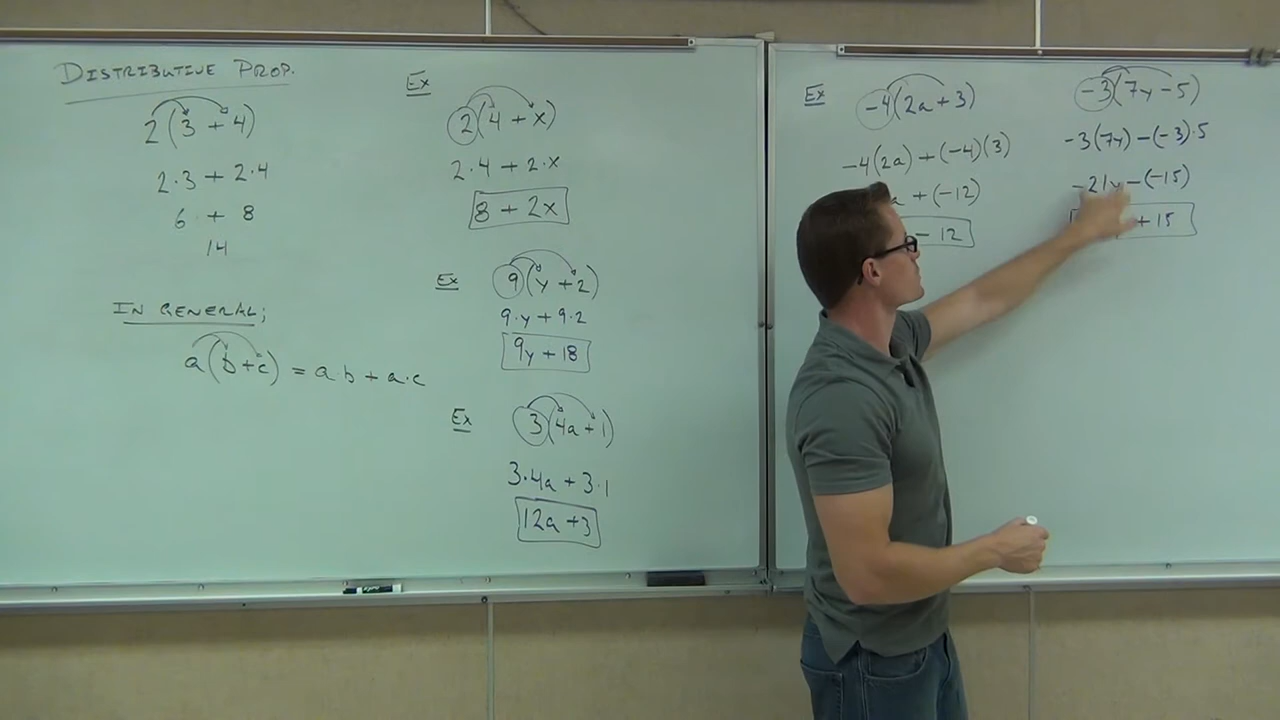 DISTRIBUTIVE PROP.
2(3+4)
2·3 + 2·4
6 + 8
14
IN GENERAL;
a(b+c) = ab + a·c
Ex
2(4+x)
2·4 + 2·x
8 + 2x
Ex
9(y+2)
9·y + 9·2
9y + 18
Ex
3(4a+1)
3·4a + 3·1
12a + 3
Ex
-4(2a+3)
-4(2a) + (-4)(3)
a + (-12)
- 12
-3(7y-5)
-3(7y) - (-3)·5
-21y - (-15)
+ 15